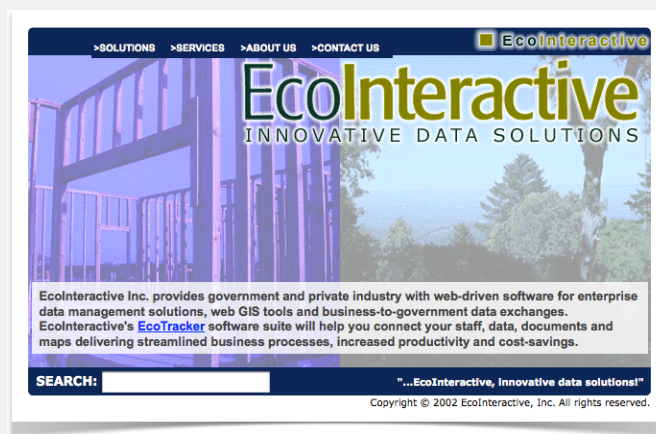 >SOLUTIONS >SERVICES >ABOUT US >CONTACT US
EcoInteractive
EcoInteractive
INNOVATIVE DATA SOLUTIONS
EcoInteractive Inc. provides government and private industry with web-driven software for enterprise
data management solutions, web GIS tools and business-to-government data exchanges.
EcoInteractive's EcoTracker software suite will help you connect your staff, data, documents and
maps delivering streamlined business processes, increased productivity and cost-savings.
SEARCH:
"...EcoInteractive, innovative data solutions!"
Copyright © 2002 EcoInteractive, Inc. All rights reserved.